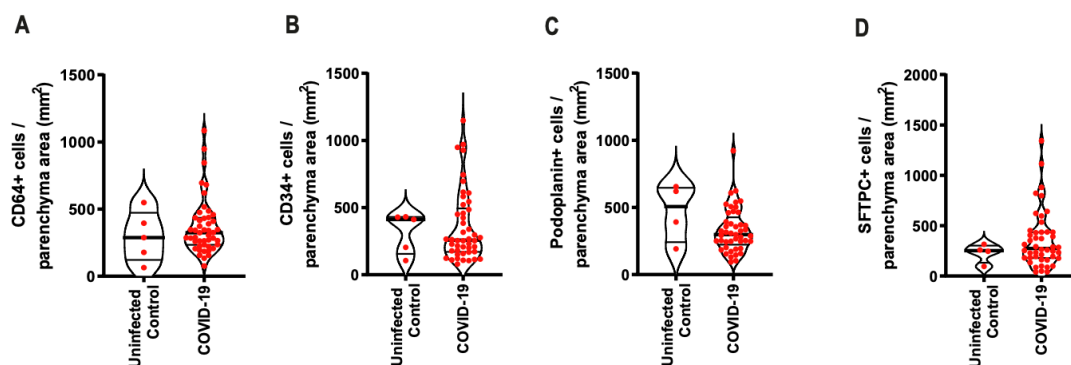 A
CD64+ cells /
parenchyma area (mm²)
1500
1000
500
0
Uninfected
Control
COVID-19
B
CD34+ cells /
parenchyma area (mm²)
1500
1000
500
0
Uninfected
Control
COVID-19
C
Podoplanin+ cells /
parenchyma area (mm²)
1500
1000
500
0
Uninfected
Control
COVID-19
D
SFTPC+ cells /
parenchyma area (mm²)
2000
1500
1000
500
0
Uninfected
Control
COVID-19